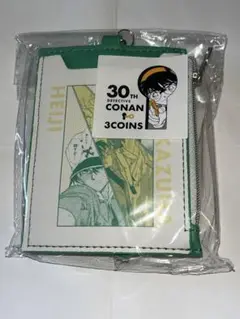 30TH
DETECTIVE
CONAN
3COINS
HEIJI
KAZUHA